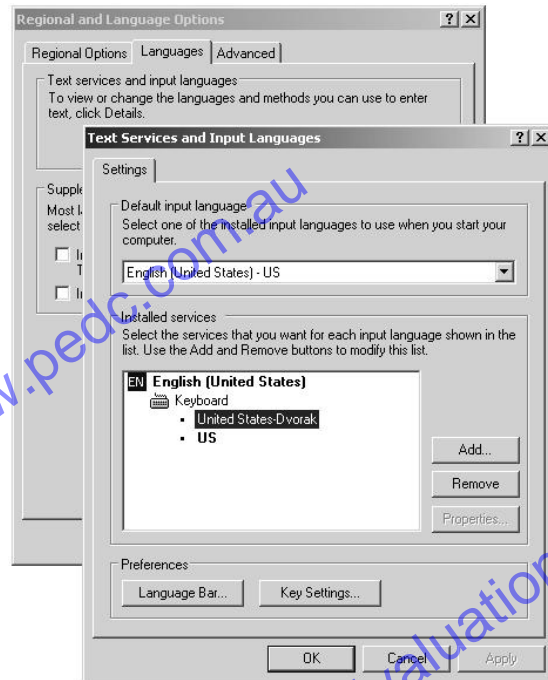 Regional and Language Options
Regional Options Languages Advanced
Text services and input languages
To view or change the languages and methods you can use to enter
text, click Details.
Supple
Most l
select
Text Services and Input Languages
Settings
Default input language
Select one of the installed input languages to use when you start your
computer.
English (United States) - US
Installed services
Select the services that you want for each input language shown in the
list. Use the Add and Remove buttons to modify this list.
EN English (United States)
Keyboard
United States-Dvorak
US
Add...
Remove
Properties...
Preferences
Language Bar... Key Settings...
OK Cancel Apply
w.pedc.com.au
valuation